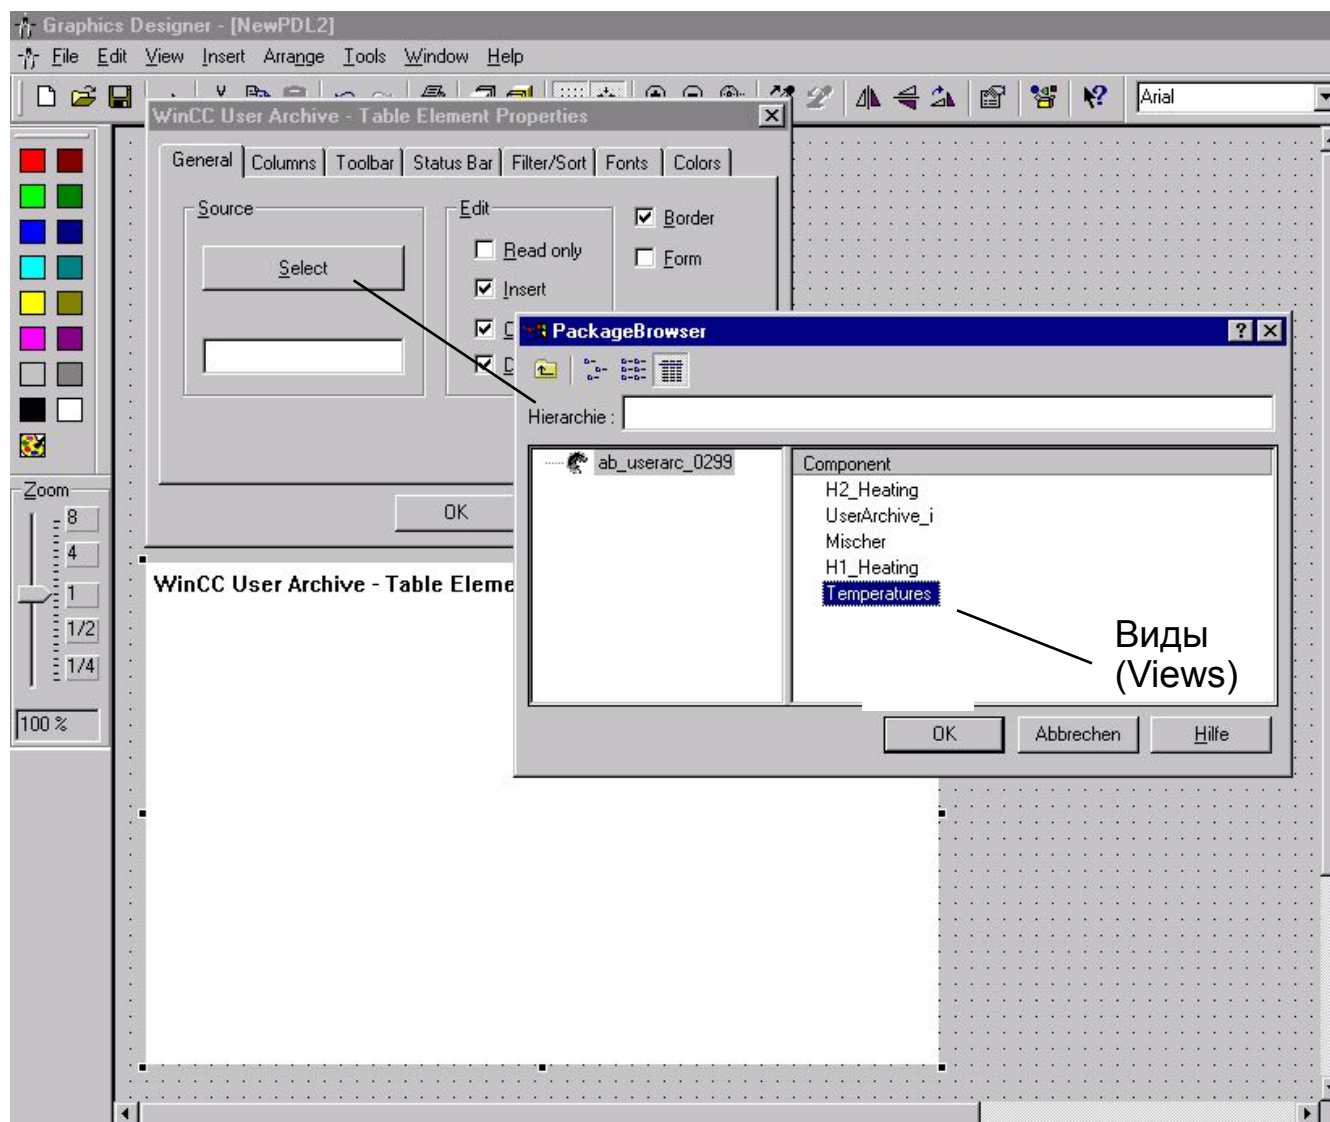 Graphics Designer - [NewPDL2]
File Edit View Insert Arrange Tools Window Help
Arial
WinCC User Archive - Table Element Properties
General Columns Toolbar Status Bar Filter/Sort Fonts Colors
Source
Select
Edit
Read only
Insert
Border
Form
OK
PackageBrowser
Hierarchie :
ab_userarc_0299
Component
H2_Heating
UserArchive_i
Mischer
H1_Heating
Temperatures
Виды
(Views)
OK Abbrechen Hilfe
Zoom
8
4
1
1/2
1/4
100 %
WinCC User Archive - Table